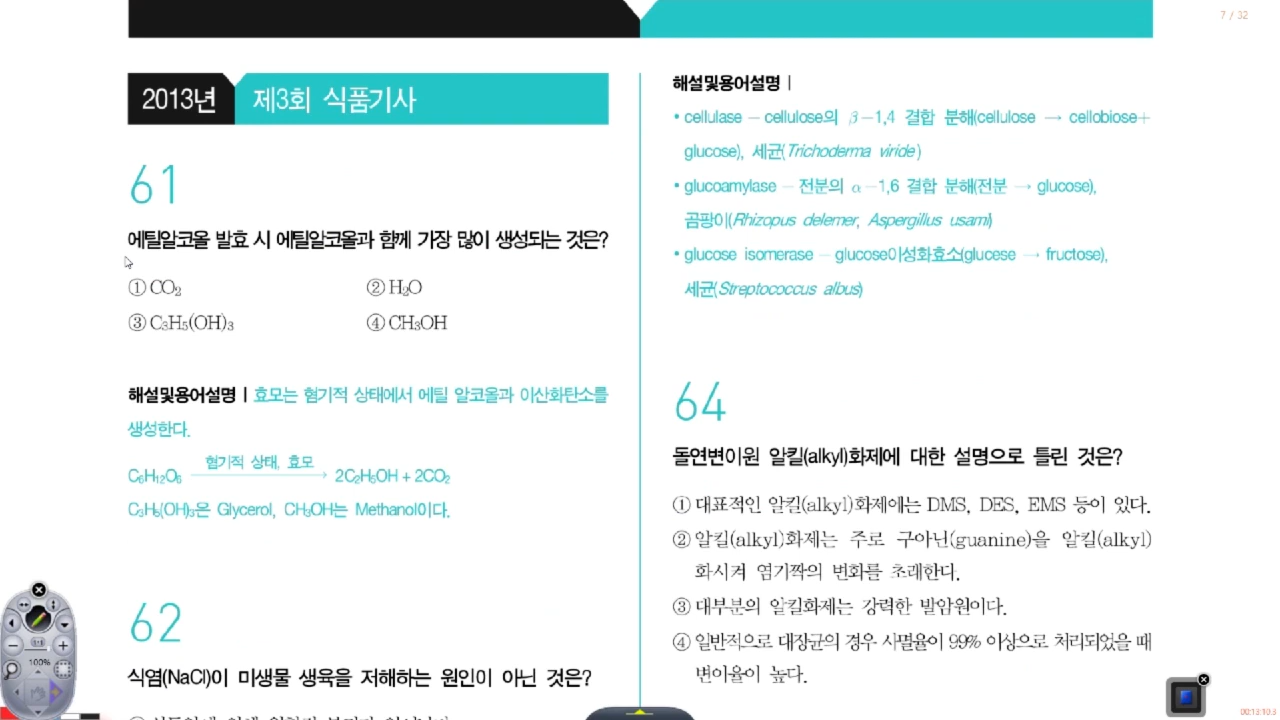 7 / 32
2013년 제3회 식품기사
61
에틸알코올 발효 시 에틸알코올과 함께 가장 많이 생성되는 것은?
① CO₂ ② H₂O
③ C₃H₅(OH)₃ ④ CH₃OH
해설및용어설명 | 효모는 혐기적 상태에서 에틸 알코올과 이산화탄소를
생성한다.
혐기적 상태, 효모
C₆H₁₂O₆ → 2C₂H₅OH + 2CO₂
C₃H₅(OH)₃은 Glycerol, CH₃OH는 Methanol이다.
62
식염(NaCl)이 미생물 생육을 저해하는 원인이 아닌 것은?
해설및용어설명 |
• cellulase – cellulose의 β-1,4 결합 분해(cellulose → cellobiose+
glucose), 세균(Trichoderma viride)
• glucoamylase – 전분의 α-1,6 결합 분해(전분 → glucose),
곰팡이(Rhizopus delemer, Aspergillus usami)
• glucose isomerase – glucose이성화효소(glucese → fructose),
세균(Streptococcus albus)
64
돌연변이원 알킬(alkyl)화제에 대한 설명으로 틀린 것은?
① 대표적인 알킬(alkyl)화제에는 DMS, DES, EMS 등이 있다.
② 알킬(alkyl)화제는 주로 구아닌(guanine)을 알킬(alkyl)
화시켜 염기짝의 변화를 초래한다.
③ 대부분의 알킬화제는 강력한 발암원이다.
④ 일반적으로 대장균의 경우 사멸율이 99% 이상으로 처리되었을 때
변이율이 높다.
100%
00:13:10.3